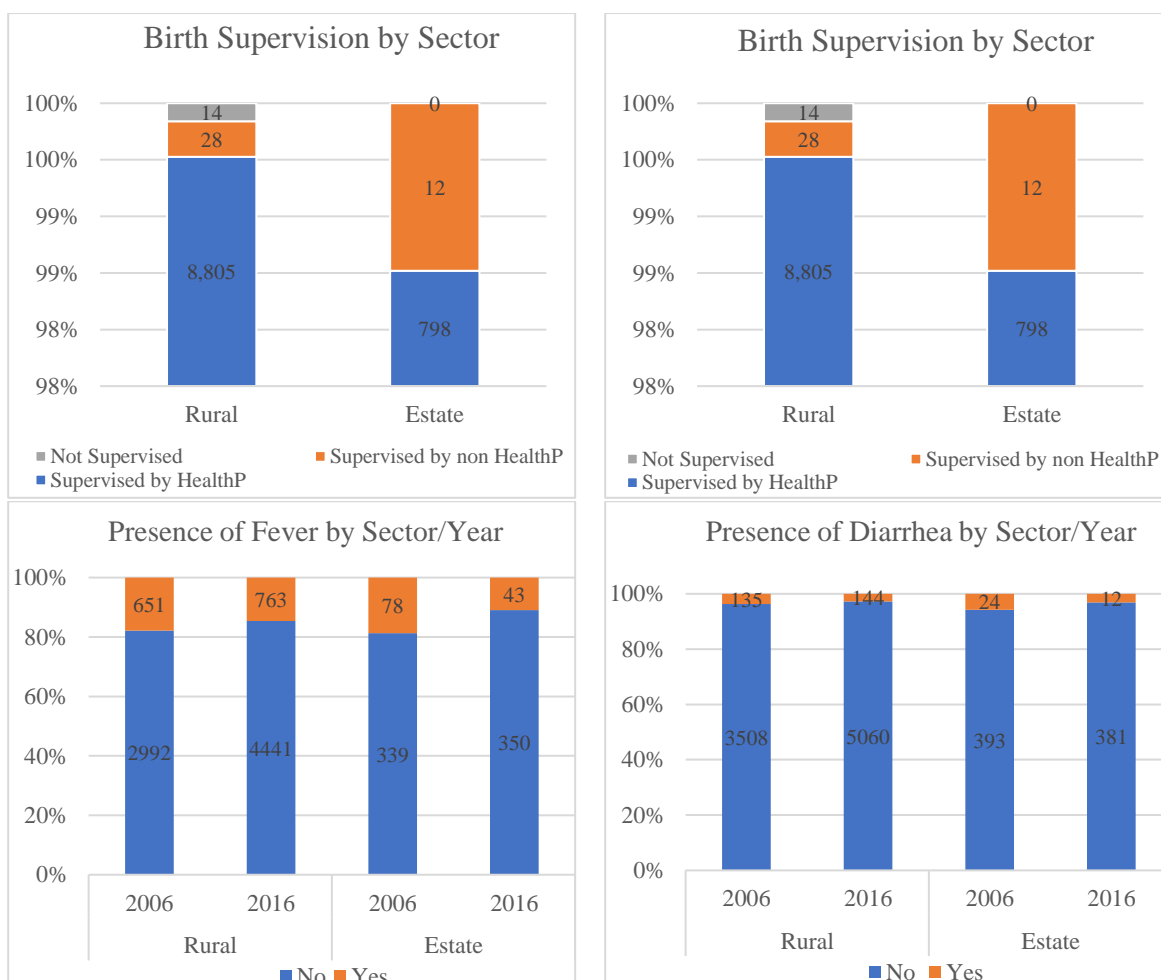 Birth Supervision by Sector
100%
100%
99%
99%
98%
98%
14
28
8,805
0
12
798
Rural
Estate
Not Supervised
Supervised by non HealthP
Supervised by HealthP
Birth Supervision by Sector
100%
100%
99%
99%
98%
98%
14
28
8,805
0
12
798
Rural
Estate
Not Supervised
Supervised by non HealthP
Supervised by HealthP
Presence of Fever by Sector/Year
100%
80%
60%
40%
20%
0%
651
763
78
43
2992
4441
339
350
2006
2016
2006
2016
Rural
Estate
No
Yes
Presence of Diarrhea by Sector/Year
100%
80%
60%
40%
20%
0%
135
144
24
12
3508
5060
393
381
2006
2016
2006
2016
Rural
Estate
No
Yes